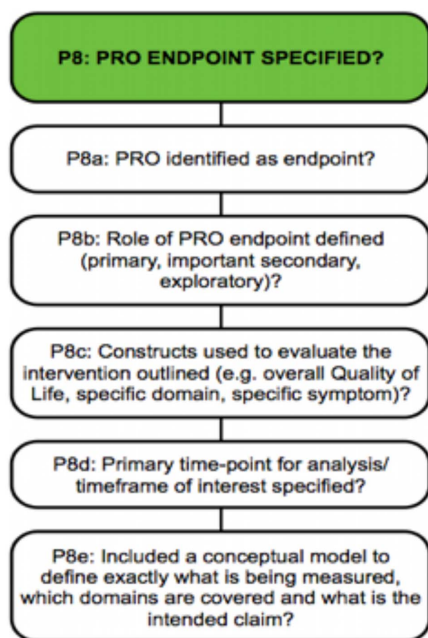 P8: PRO ENDPOINT SPECIFIED?
P8a: PRO identified as endpoint?
P8b: Role of PRO endpoint defined
(primary, important secondary,
exploratory)?
P8c: Constructs used to evaluate the
intervention outlined (e.g. overall Quality of
Life, specific domain, specific symptom)?
P8d: Primary time-point for analysis/
timeframe of interest specified?
P8e: Included a conceptual model to
define exactly what is being measured,
which domains are covered and what is the
intended claim?